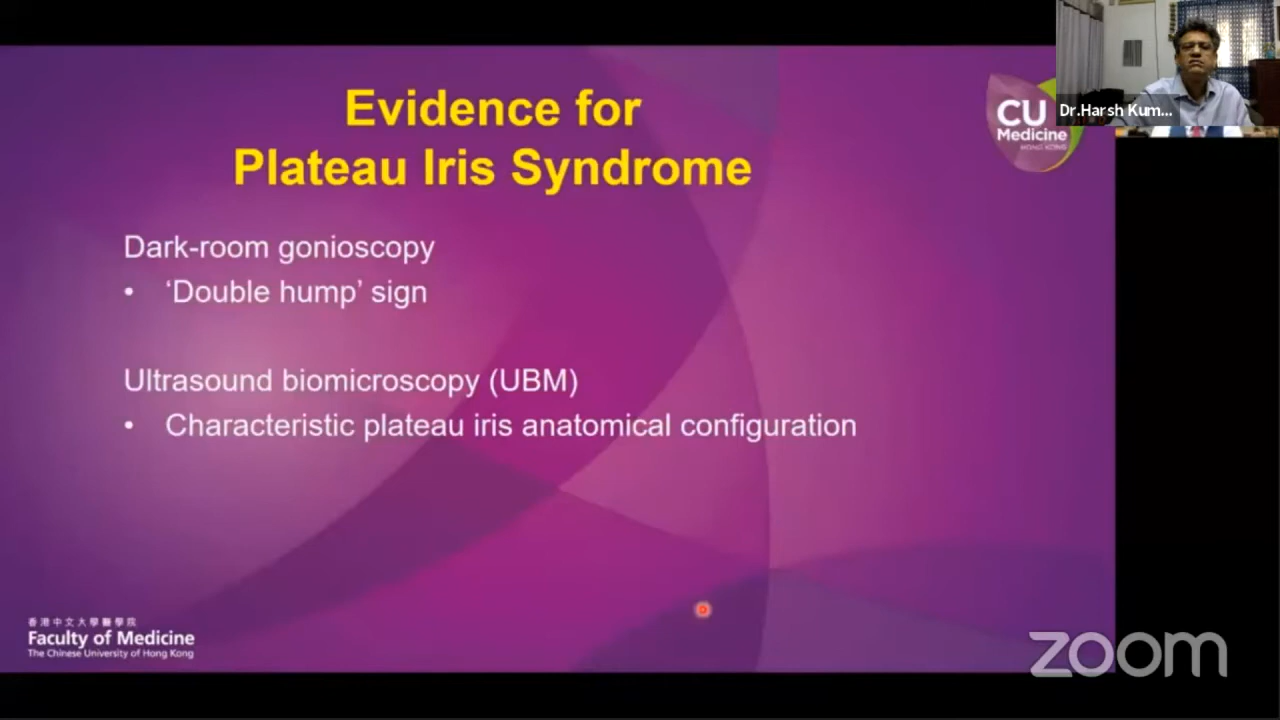 Evidence for
Plateau Iris Syndrome
CU
Medicine
HONG KONG
Dr.Harsh Kum...
Dark-room gonioscopy
• ‘Double hump’ sign
Ultrasound biomicroscopy (UBM)
• Characteristic plateau iris anatomical configuration
香港中文大學醫學院
Faculty of Medicine
The Chinese University of Hong Kong
zoom